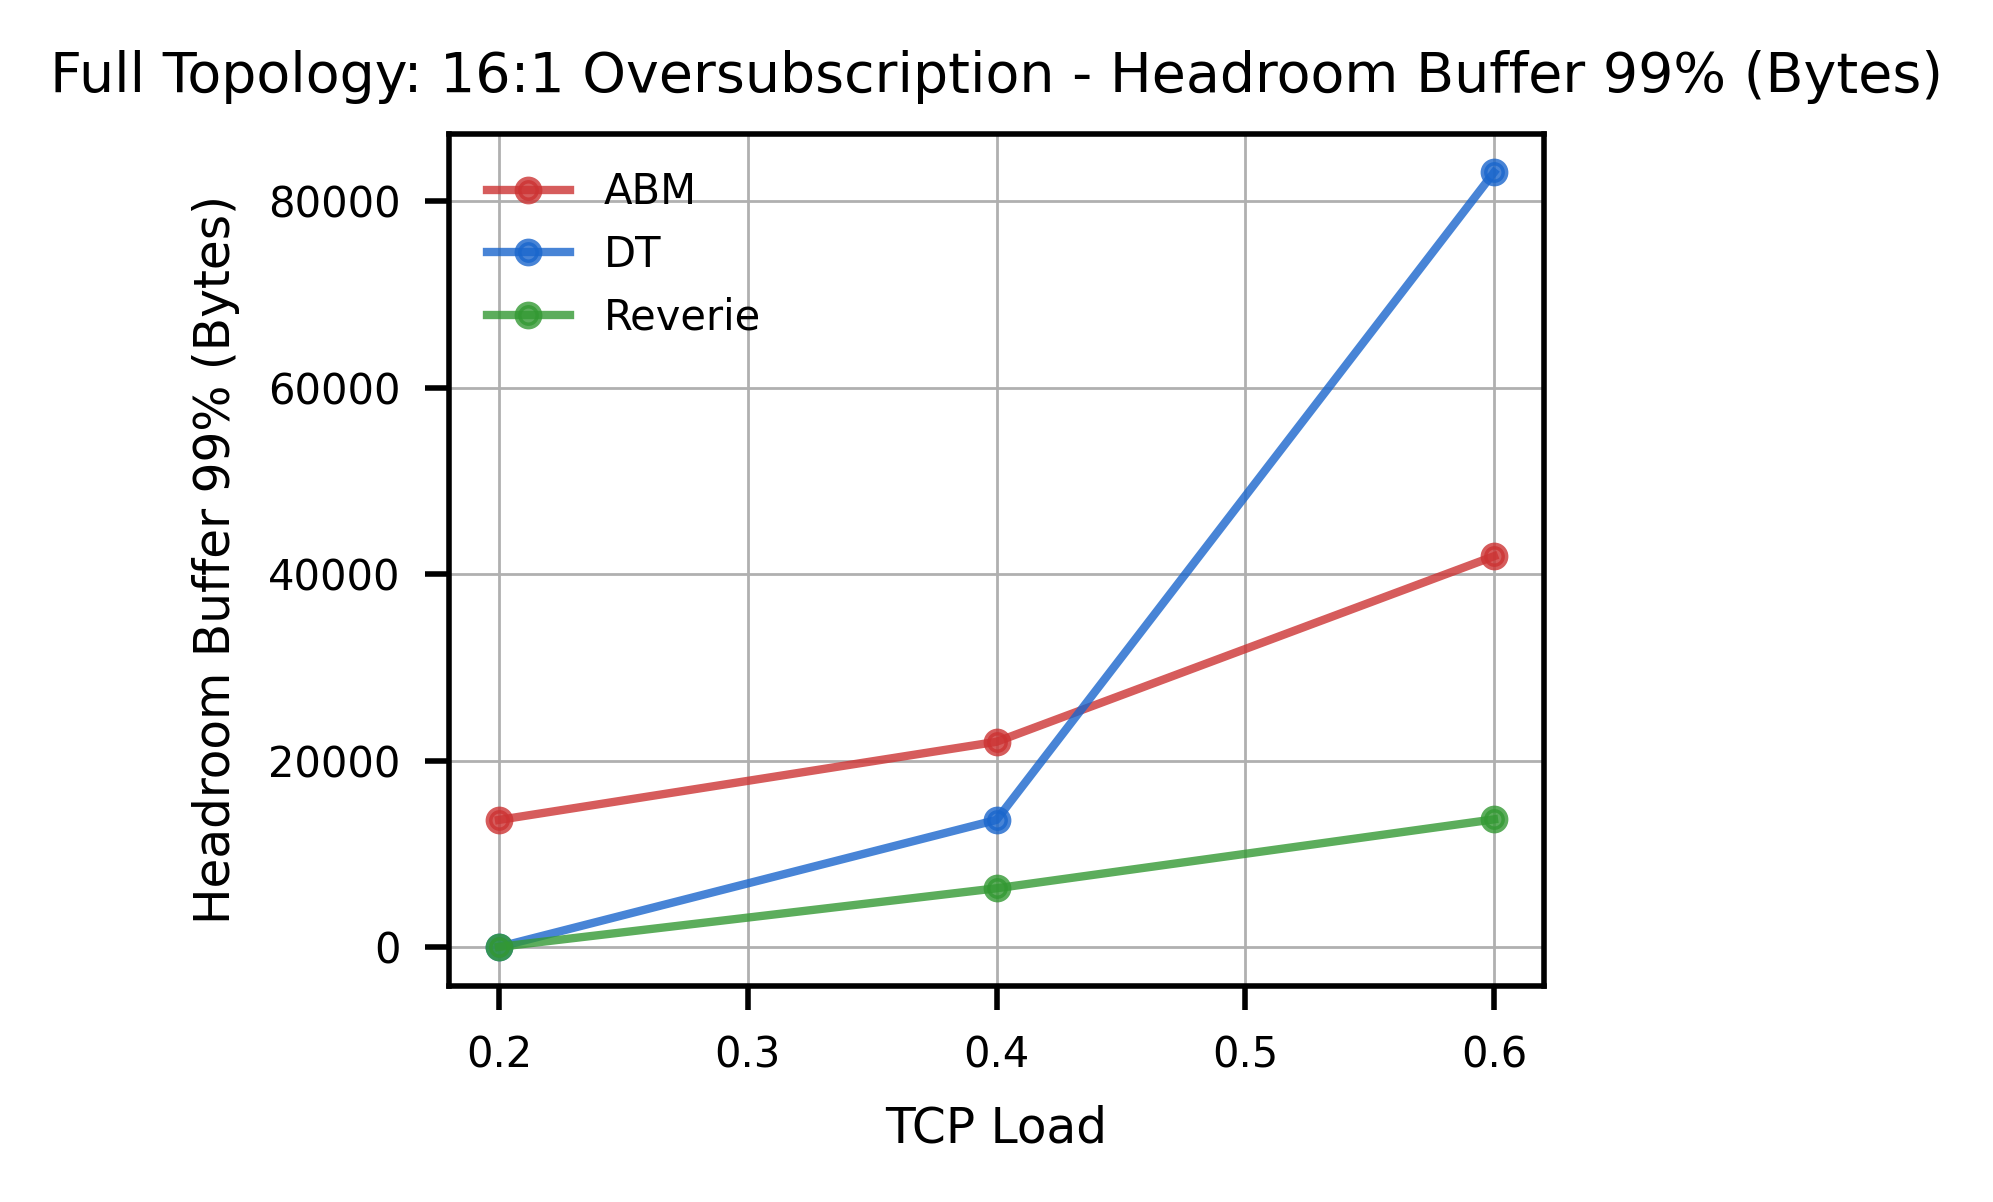 Full Topology: 16:1 Oversubscription - Headroom Buffer 99% (Bytes)
Headroom Buffer 99% (Bytes)
80000
60000
40000
20000
0
ABM
DT
Reverie
0.2 0.3 0.4 0.5 0.6
TCP Load